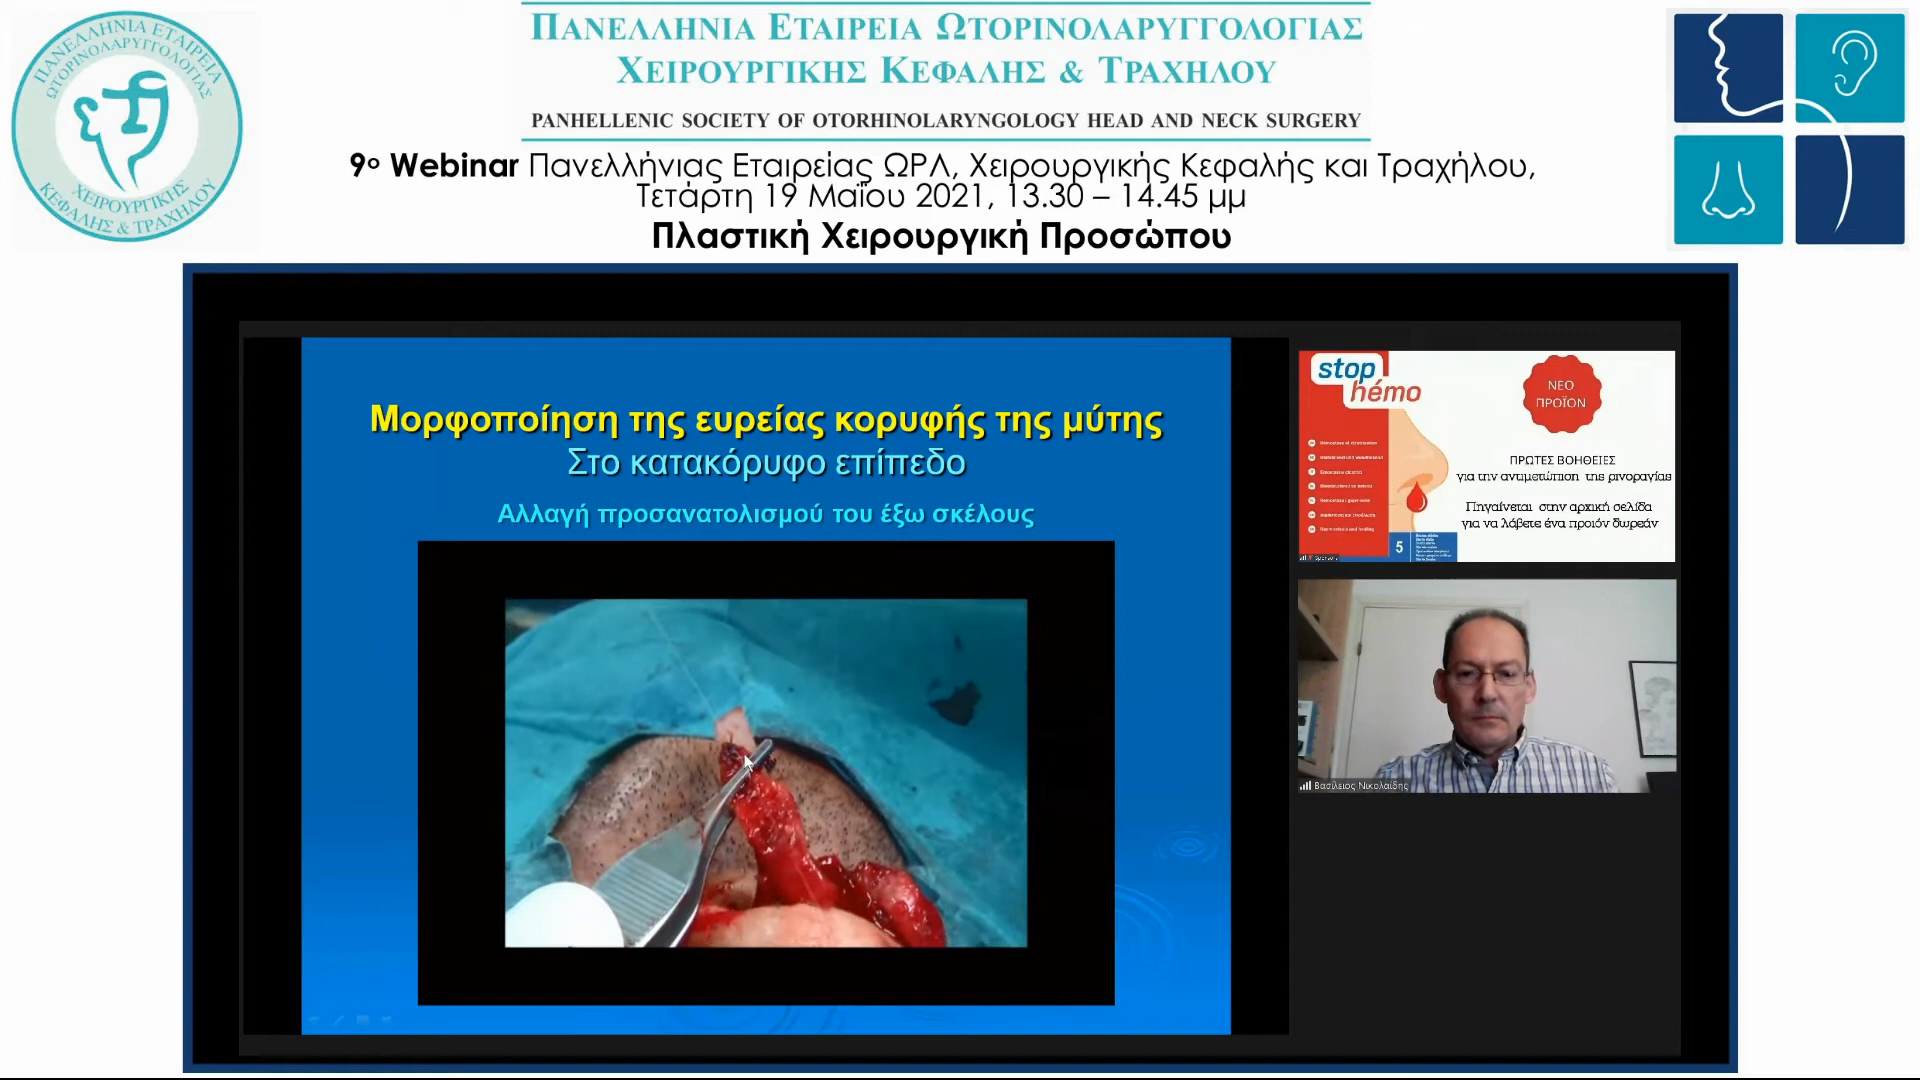 ΠΑΝΕΛΛΗΝΙΑ ΕΤΑΙΡΕΙΑ
ΩΤΟΡΙΝΟΛΑΡΥΓΓΟΛΟΓΙΑΣ
ΧΕΙΡΟΥΡΓΙΚΗΣ
ΚΕΦΑΛΗΣ & ΤΡΑΧΗΛΟΥ
ΠΑΝΕΛΛΗΝΙΑ ΕΤΑΙΡΕΙΑ ΩΤΟΡΙΝΟΛΑΡΥΓΓΟΛΟΓΙΑΣ
ΧΕΙΡΟΥΡΓΙΚΗΣ ΚΕΦΑΛΗΣ & ΤΡΑΧΗΛΟΥ
PANHELLENIC SOCIETY OF OTORHINOLARYNGOLOGY HEAD AND NECK SURGERY
9ο Webinar Πανελλήνιας Εταιρείας ΩΡΛ, Χειρουργικής Κεφαλής και Τραχήλου,
Τετάρτη 19 Μαΐου 2021, 13.30 – 14.45 μμ
Πλαστική Χειρουργική Προσώπου
Μορφοποίηση της ευρείας κορυφής της μύτης
Στο κατακόρυφο επίπεδο
Αλλαγή προσανατολισμού του έξω σκέλους
stop
hémo
ΝΕΟ
ΠΡΟΪΟΝ
ΠΡΩΤΕΣ ΒΟΗΘΕΙΕΣ
για την αντιμετώπιση της ρινοραγίας
Πηγαίνεται στην αρχική σελίδα
για να λάβετε ένα προιόν δωρεάν
5
Βασίλειος Νικολαΐδης